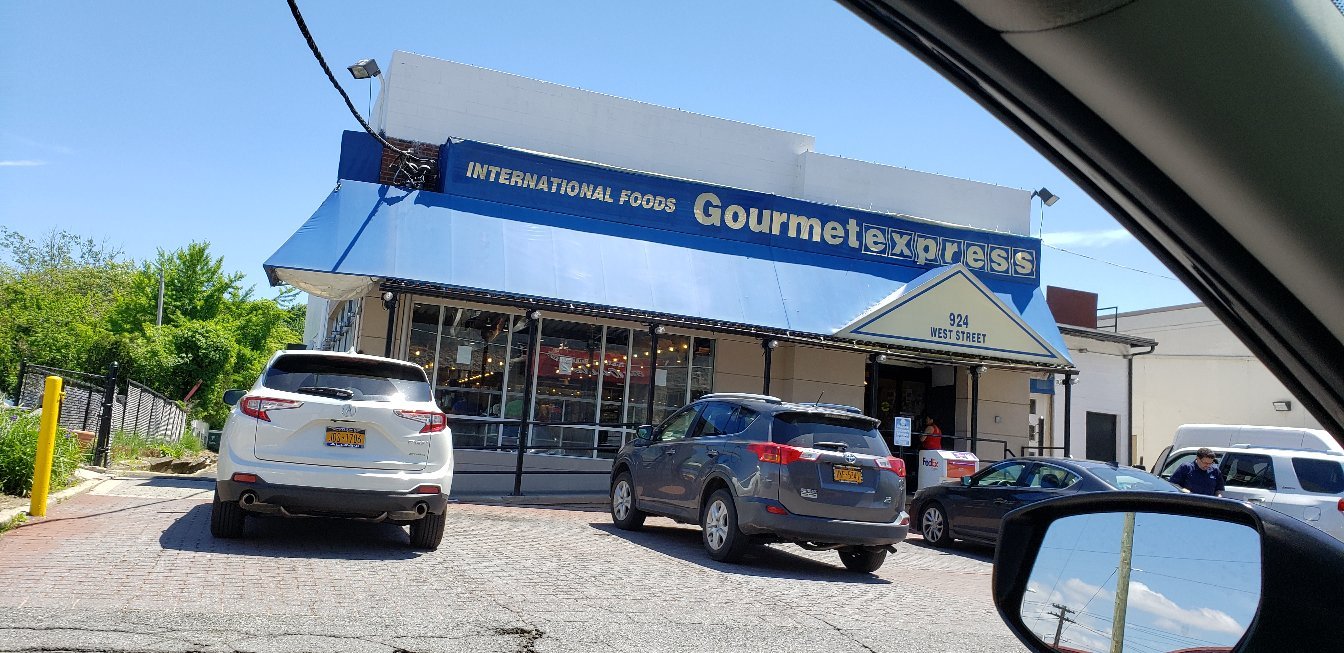 INTERNATIONAL FOODS Gourmetexpress
924
WEST STREET
FedEx